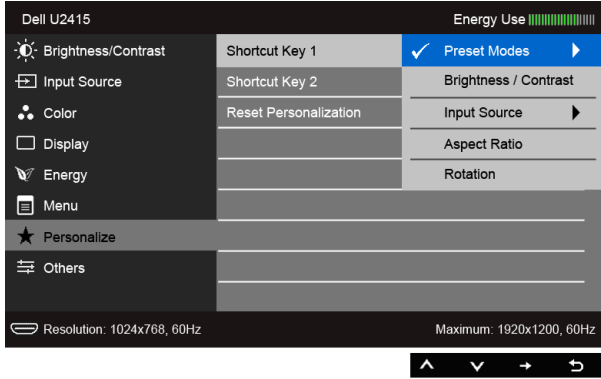 Dell U2415 Energy Use
Brightness/Contrast Shortcut Key 1 Preset Modes
Input Source Shortcut Key 2 Brightness / Contrast
Color Reset Personalization Input Source
Display Aspect Ratio
Energy Rotation
Menu
Personalize
Others
Resolution: 1024x768, 60Hz Maximum: 1920x1200, 60Hz